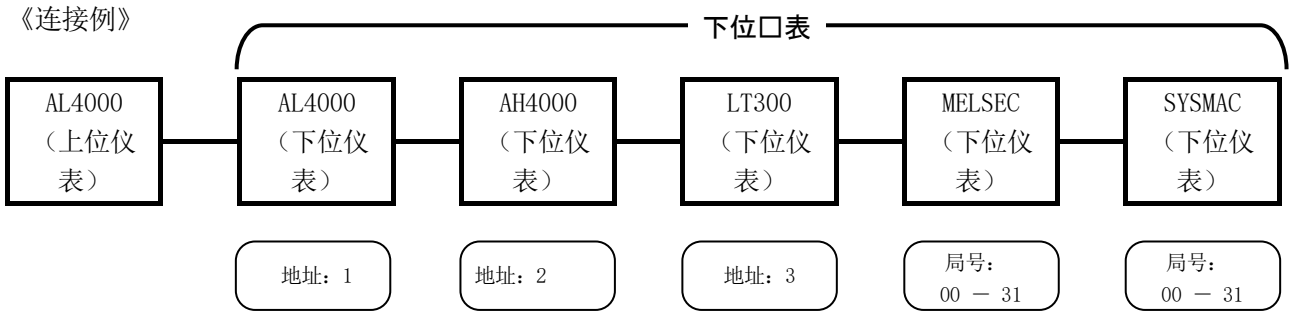 《连接例》
下位口表
AL4000
（上位仪
表）
AL4000
（下位仪
表）
AH4000
（下位仪
表）
LT300
（下位仪
表）
MELSEC
（下位仪
表）
SYSMAC
（下位仪
表）
地址：1
地址：2
地址：3
局号：
00 － 31
局号：
00 － 31